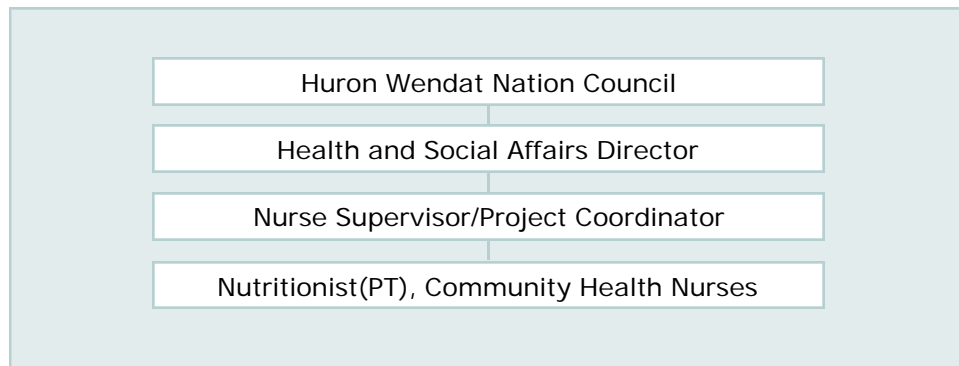 Huron Wendat Nation Council
Health and Social Affairs Director
Nurse Supervisor/Project Coordinator
Nutritionist(PT), Community Health Nurses